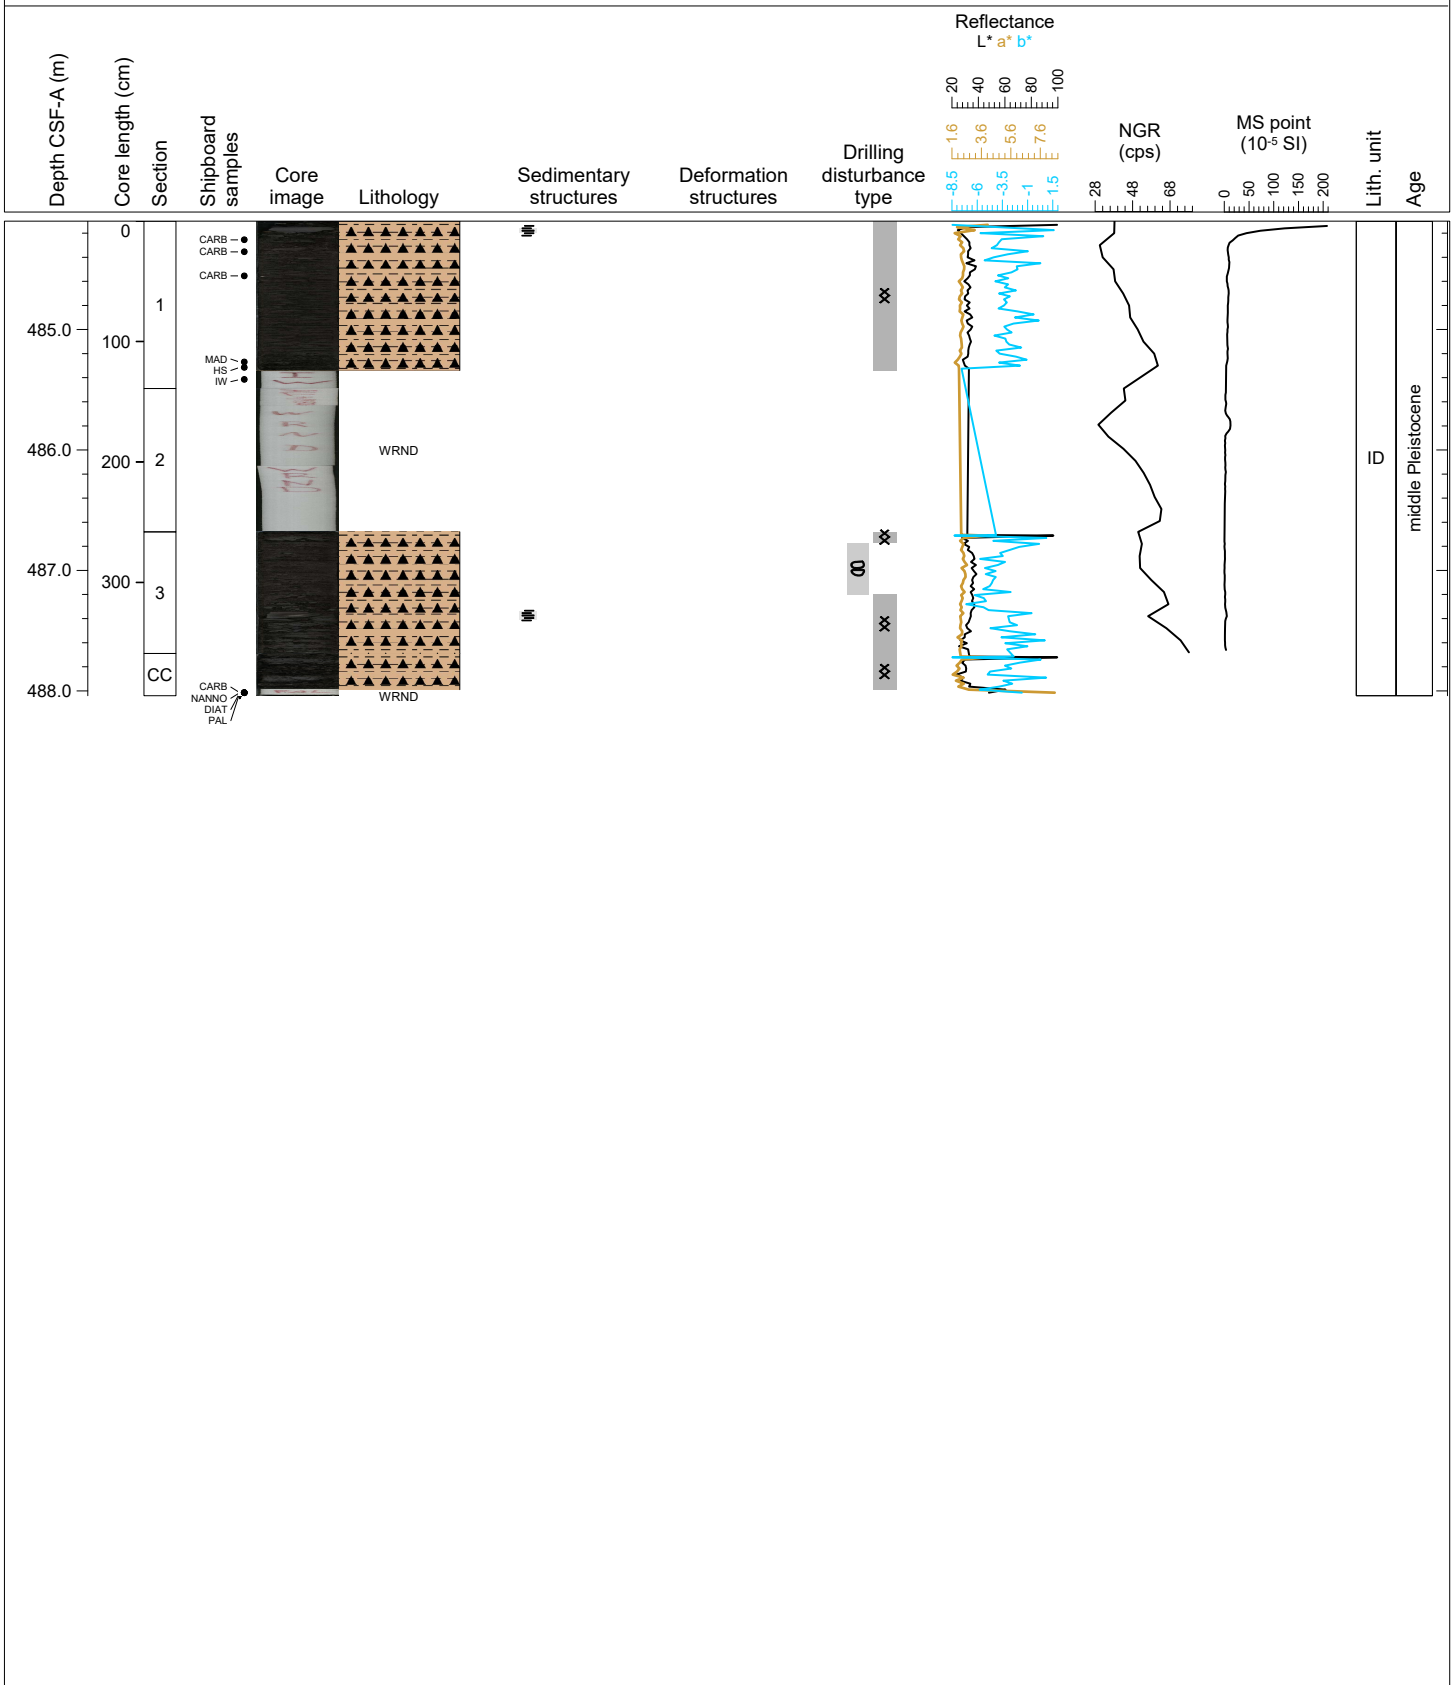 Depth CSF-A (m)
Core length (cm)
Section
Shipboard
samples
Core
image
Lithology
Sedimentary
structures
Deformation
structures
Drilling
disturbance
type
Reflectance
L* a* b*
20 40 60 80 100
1.6 3.6 5.6 7.6
-8.5 -6 -3.5 -1 1.5
NGR
(cps)
28 48 68
MS point
(10-5 SI)
0 50 100 150 200
Lith. unit
Age
485.0
486.0
487.0
488.0
0
100
200
300
1
2
3
CC
CARB
CARB
CARB
MAD
HS
IW
CARB
NANNO
DIAT
PAL
WRND
WRND
ID
middle Pleistocene